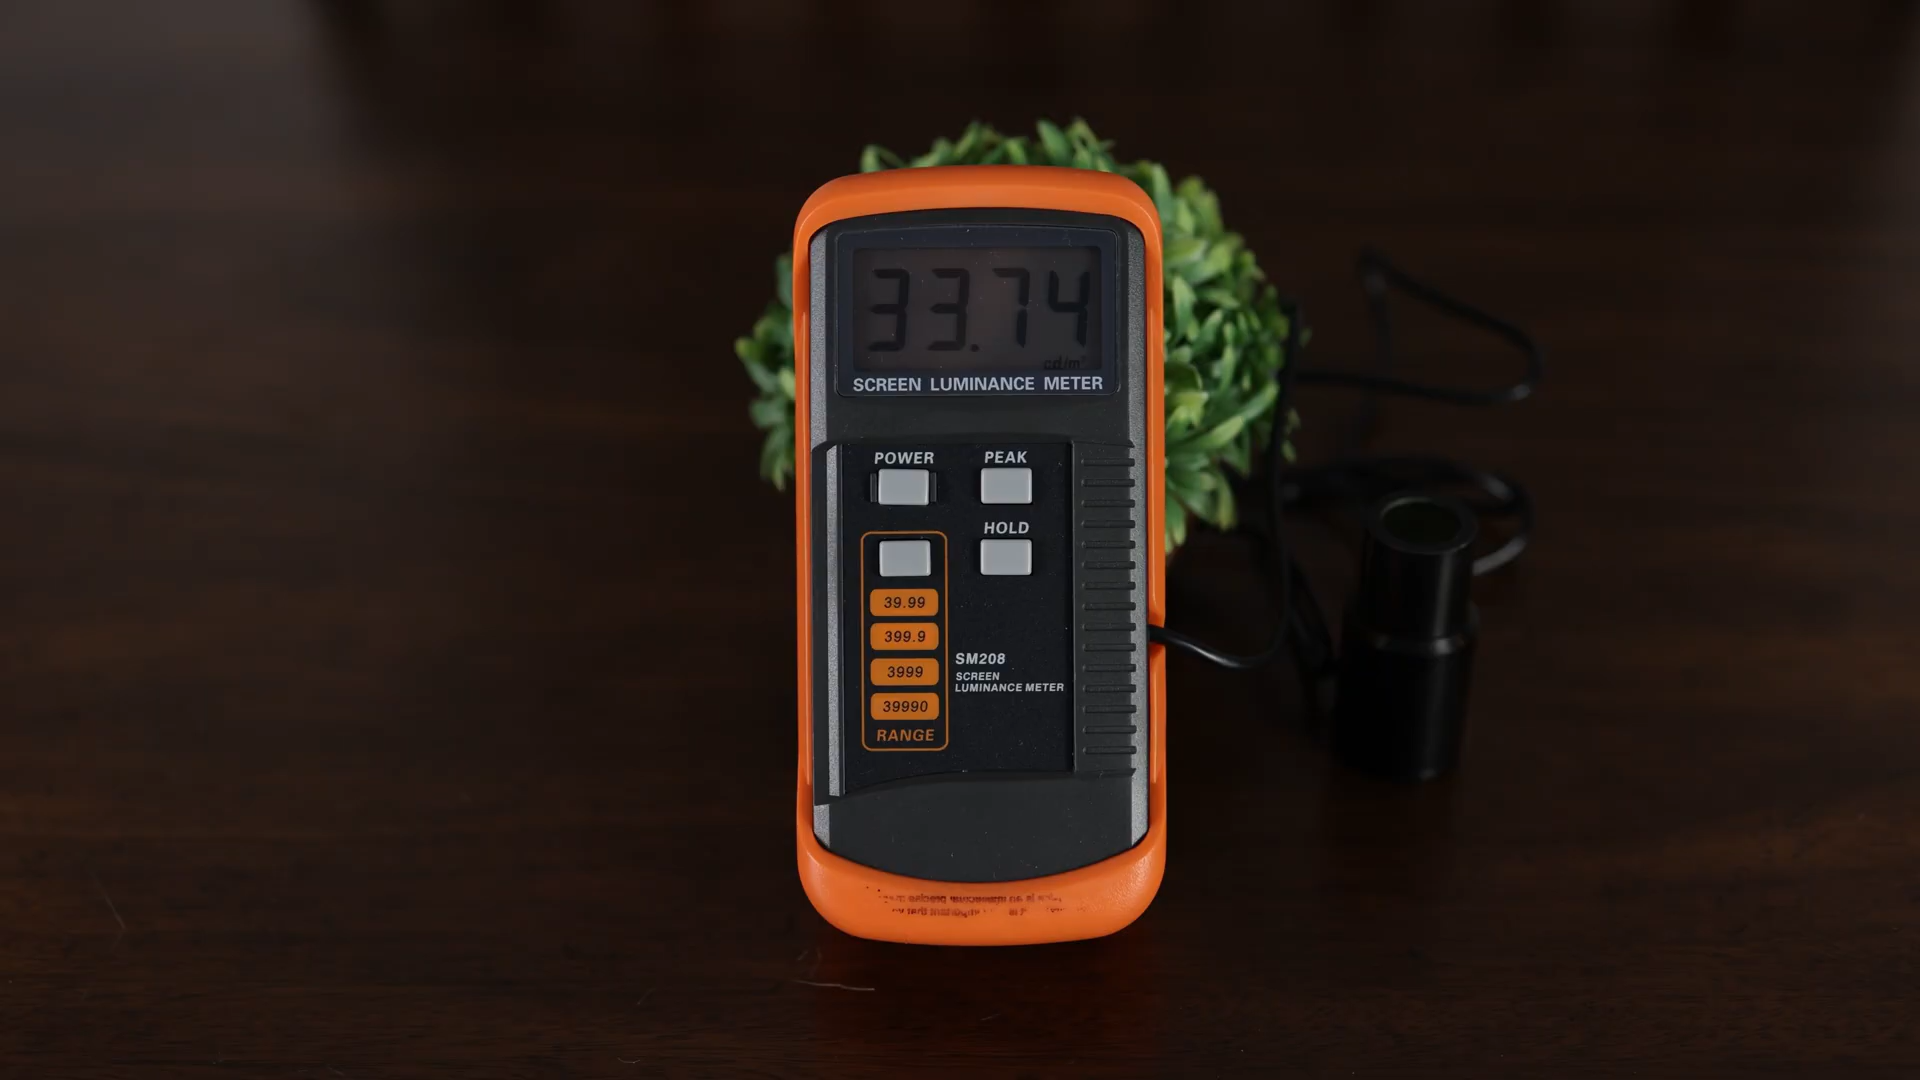 33.74
cd/m²
SCREEN LUMINANCE METER
POWER PEAK
HOLD
39.99
399.9
3999
39990
RANGE
SM208
SCREEN
LUMINANCE METER